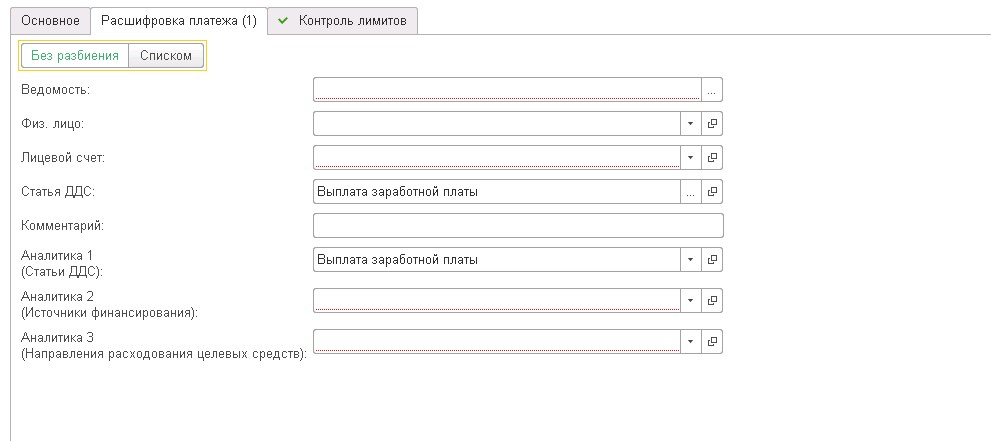 Основное Расшифровка платежа (1) Контроль лимитов
Без разбиения Списком
Ведомость: ...
Физ. лицо:
Лицевой счет:
Статья ДДС: Выплата заработной платы ...
Комментарий:
Аналитика 1
(Статьи ДДС): Выплата заработной платы
Аналитика 2
(Источники финансирования):
Аналитика 3
(Направления расходования целевых средств):